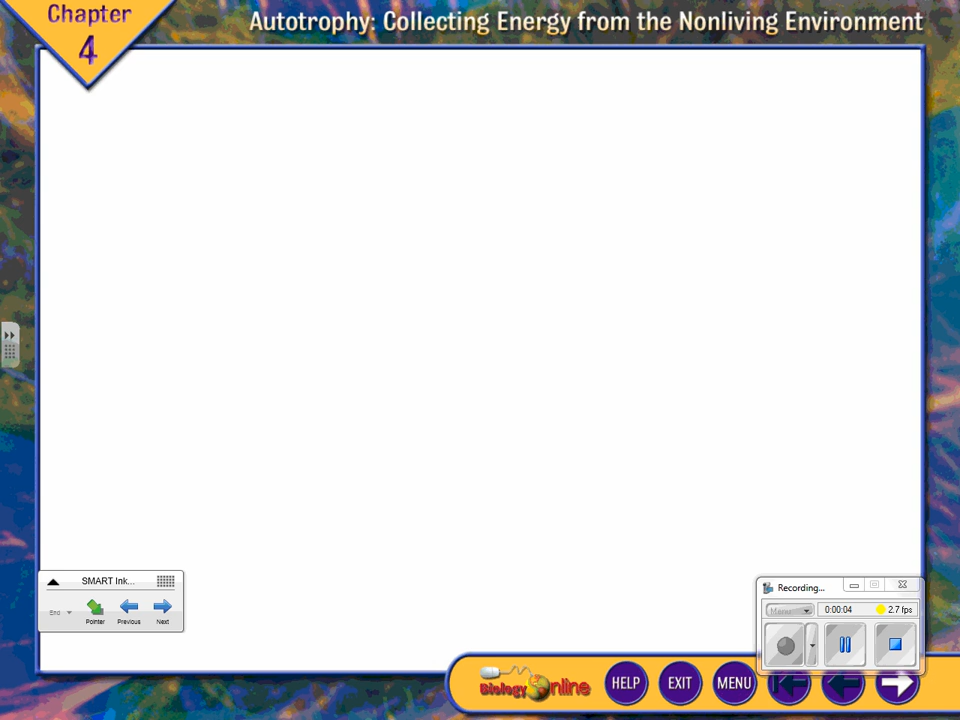 Chapter
4
Autotrophy: Collecting Energy from the Nonliving Environment
SMART Ink...
End
Pointer
Previous
Next
Recording...
Menu
0:00:04
2.7 fps
Biology Online
HELP
EXIT
MENU